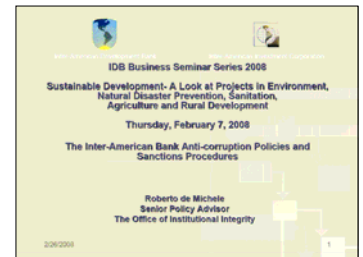 IDB Business Seminar Series 2008
Sustainable Development- A Look at Projects in Environment,
Natural Disaster Prevention, Sanitation,
Agriculture and Rural Development
Thursday, February 7, 2008
The Inter-American Bank Anti-corruption Policies and
Sanctions Procedures
Roberto de Michele
Senior Policy Advisor
The Office of Institutional Integrity
2/26/2008
1